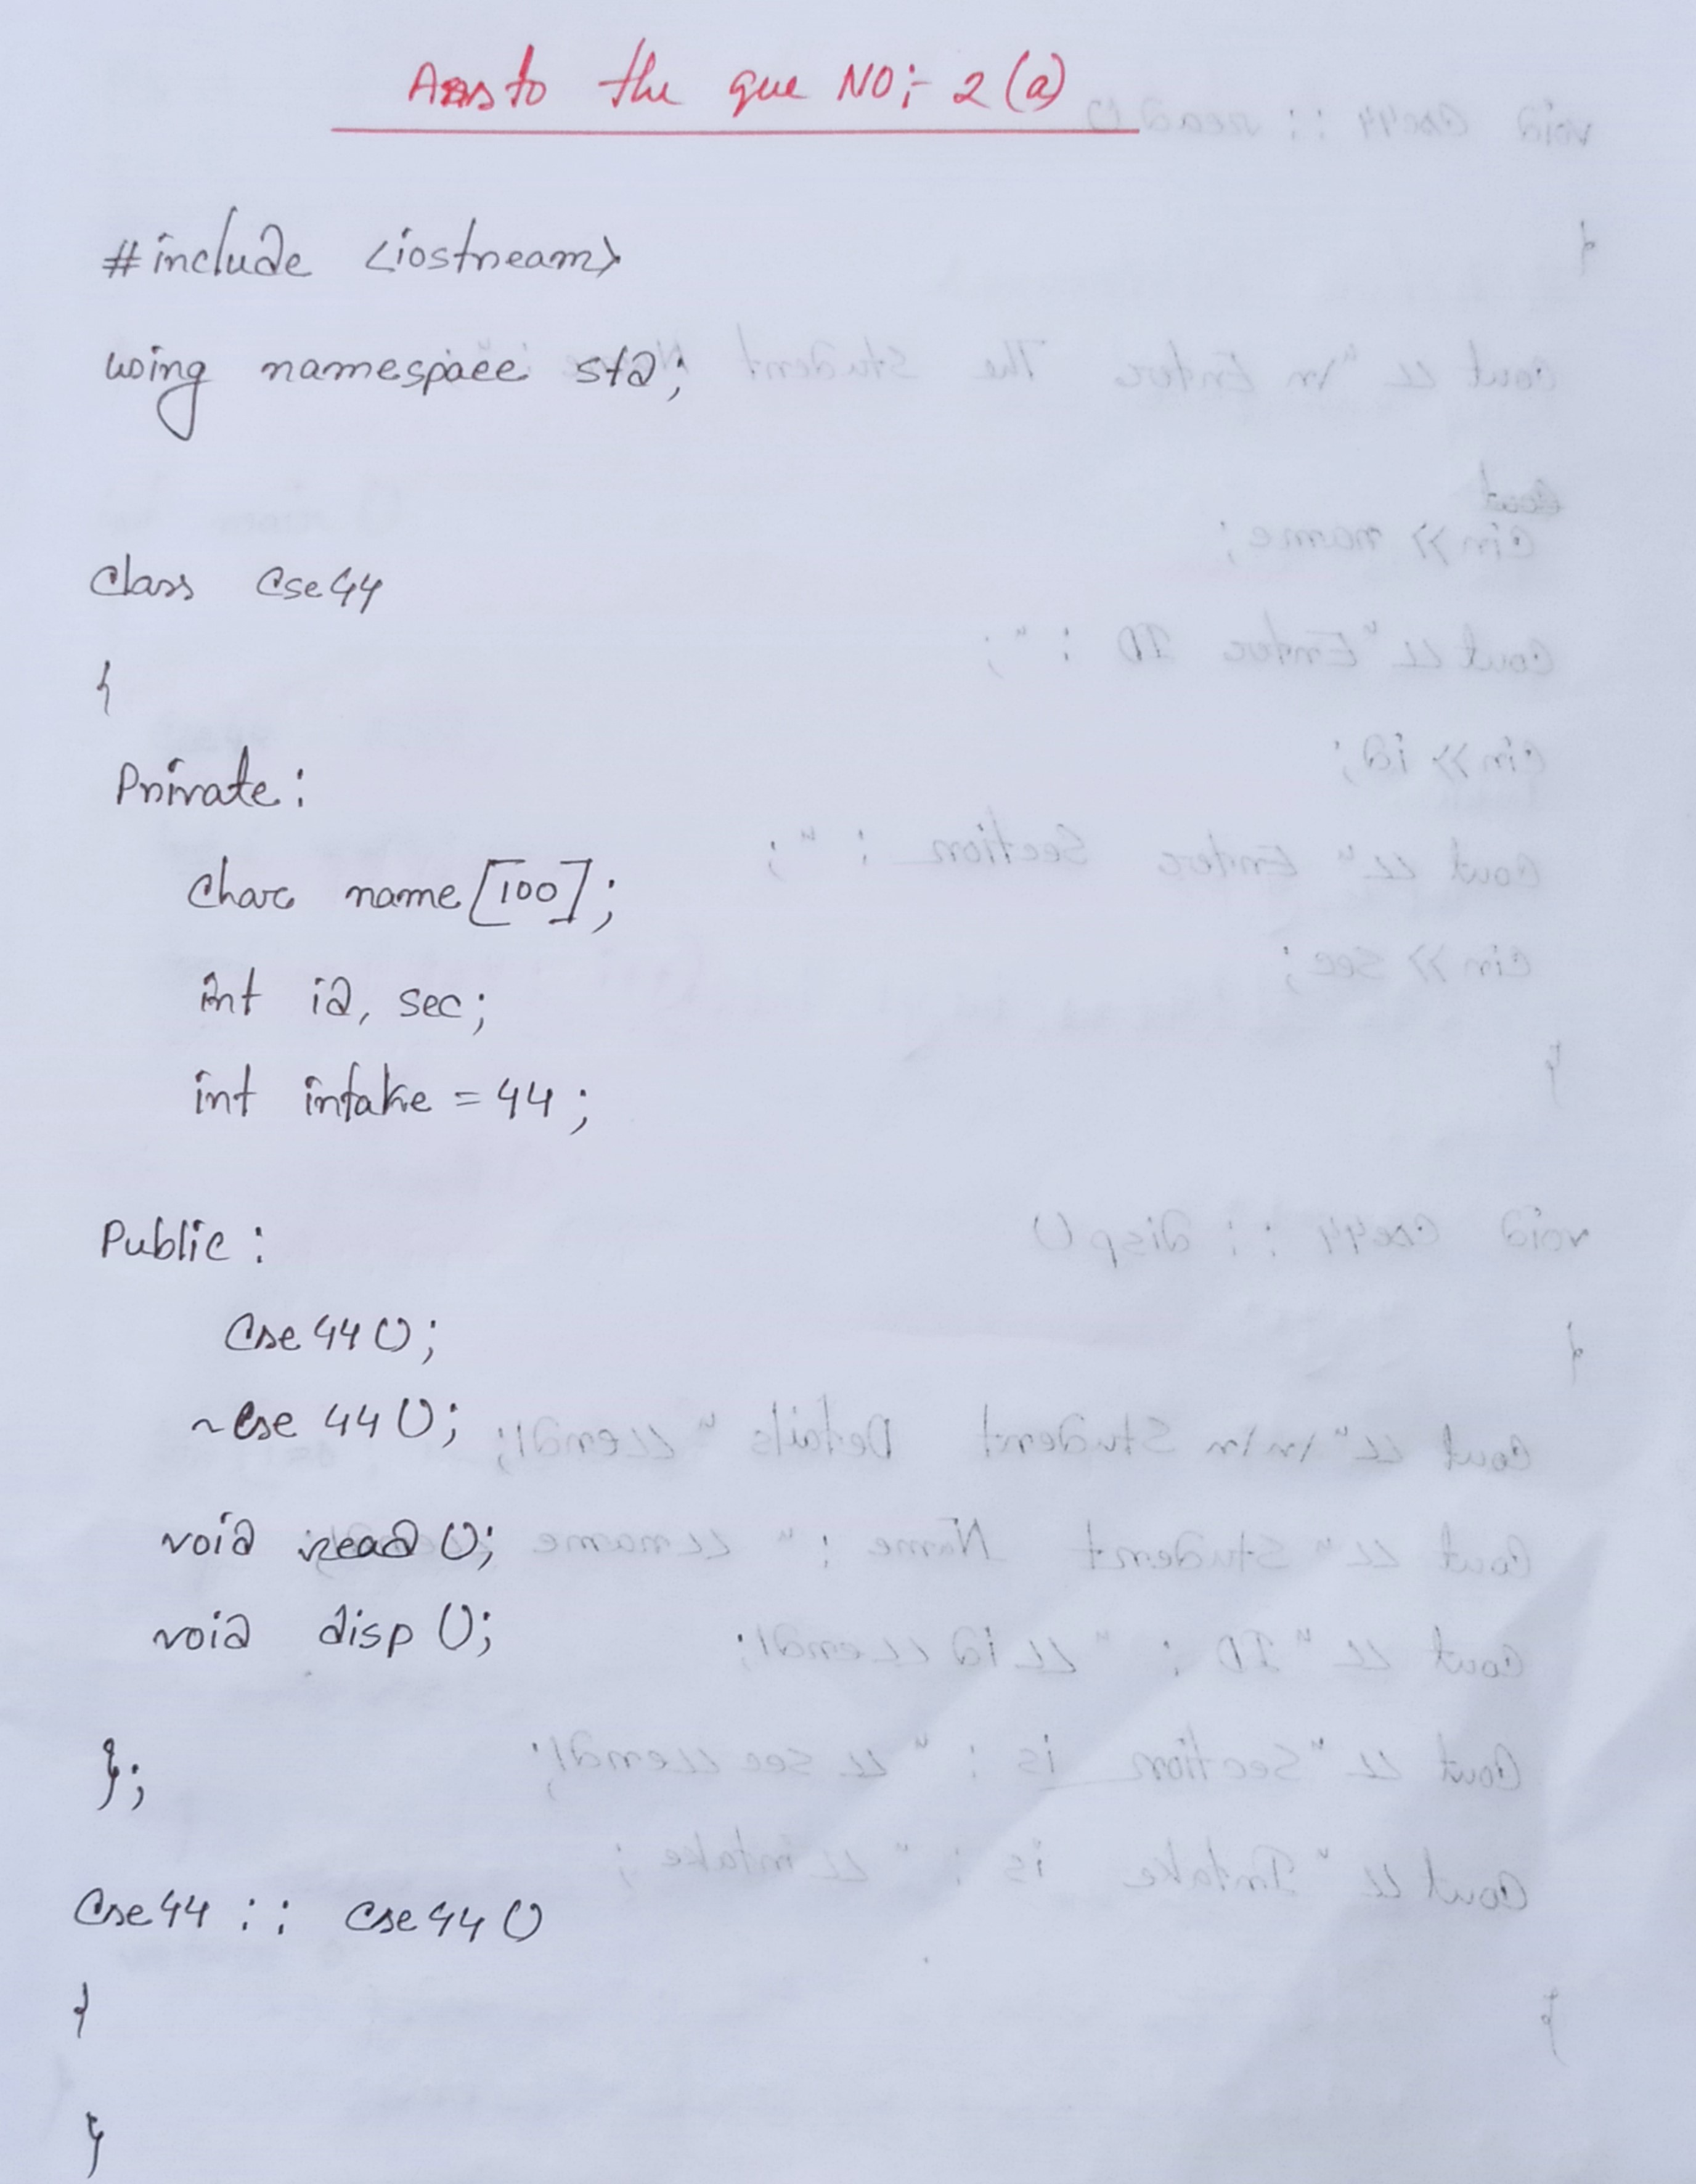 Ans to the que NO:- 2(a)
#include <iostream>
using namespace std;
Class Cse44
{
Private:
char name[100];
int id, sec;
int intake = 44;
Public:
Cse44();
~Cse44();
void read();
void disp();
};
Cse44 :: Cse44()
{
}